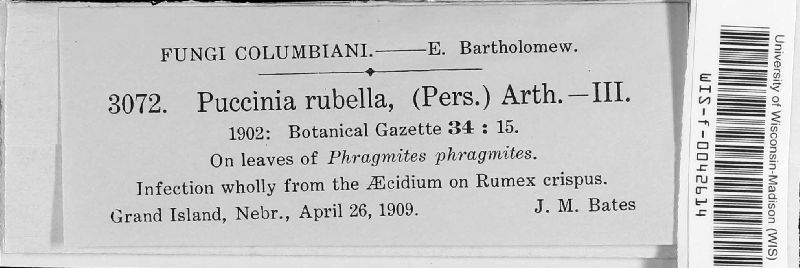 FUNGI COLUMBIANI.——E. Bartholomew.
3072. Puccinia rubella, (Pers.) Arth.—III.
1902: Botanical Gazette 34 : 15.
On leaves of Phragmites phragmites.
Infection wholly from the Æcidium on Rumex crispus.
Grand Island, Nebr., April 26, 1909. J. M. Bates
WIS-f-0042614
University of Wisconsin-Madison (WIS)